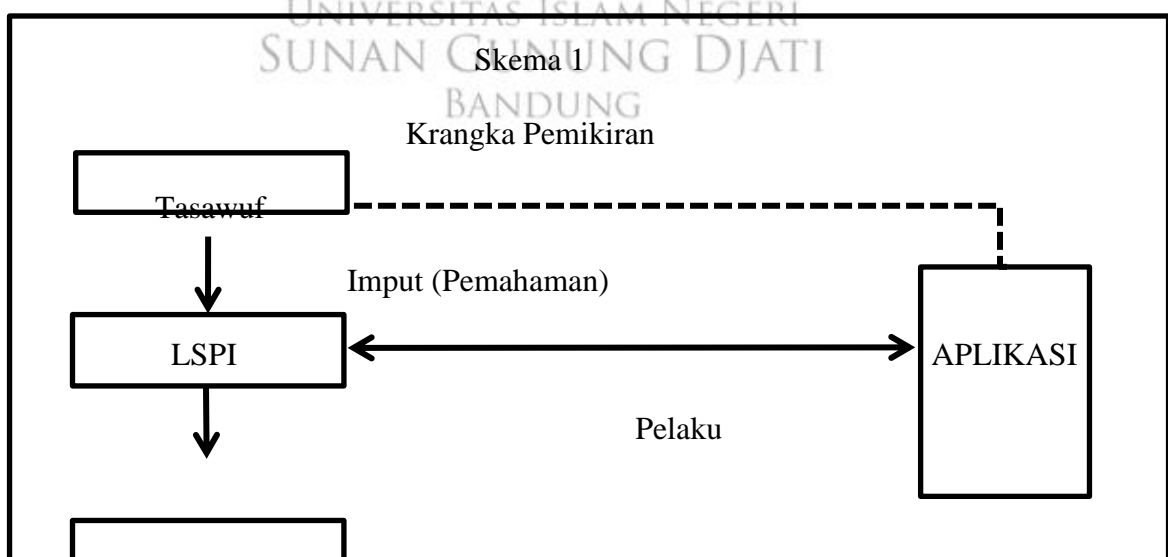 UNIVERSITAS ISLAM NEGERI
SUNAN GUNUNG DJATI
BANDUNG
Skema 1
Krangka Pemikiran
Tasawuf
Imput (Pemahaman)
LSPI
APLIKASI
Pelaku